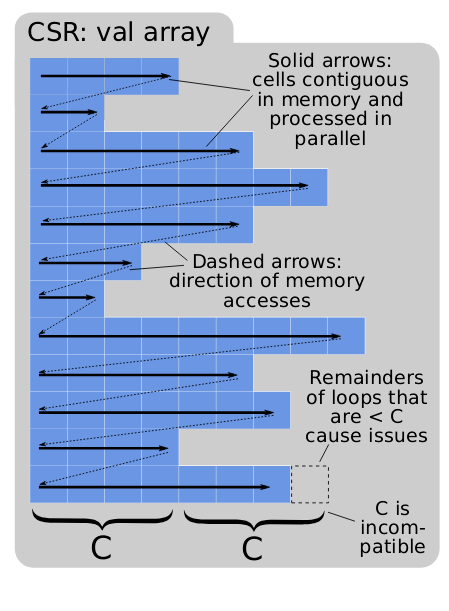 CSR: val array
Solid arrows:
cells contiguous
in memory and
processed in
parallel
Dashed arrows:
direction of memory
accesses
Remainders
of loops that
are < C
cause issues
C is
incom-
patible
C
C